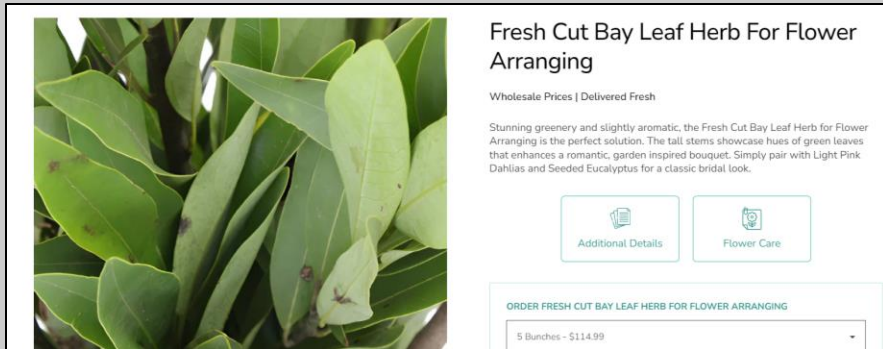 Fresh Cut Bay Leaf Herb For Flower
Arranging
Wholesale Prices | Delivered Fresh
Stunning greenery and slightly aromatic, the Fresh Cut Bay Leaf Herb for Flower
Arranging is the perfect solution. The tall stems showcase hues of green leaves
that enhances a romantic, garden inspired bouquet. Simply pair with Light Pink
Dahlias and Seeded Eucalyptus for a classic bridal look.
Additional Details
Flower Care
ORDER FRESH CUT BAY LEAF HERB FOR FLOWER ARRANGING
5 Bunches - $114.99